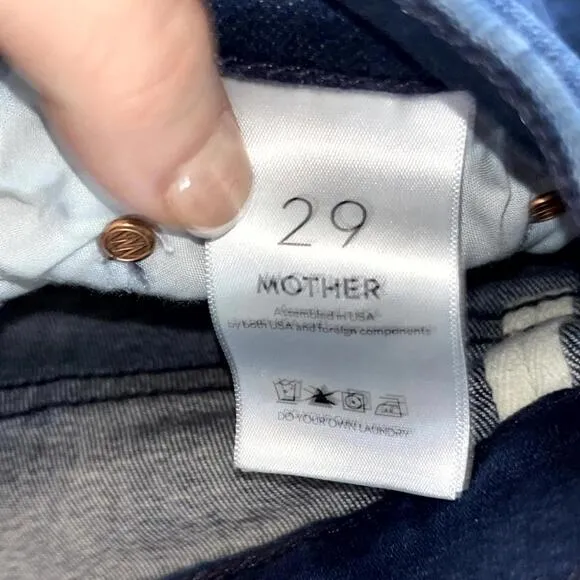 29
MOTHER
Assembled in USA
by both USA and foreign components
DO YOUR OWN LAUNDRY